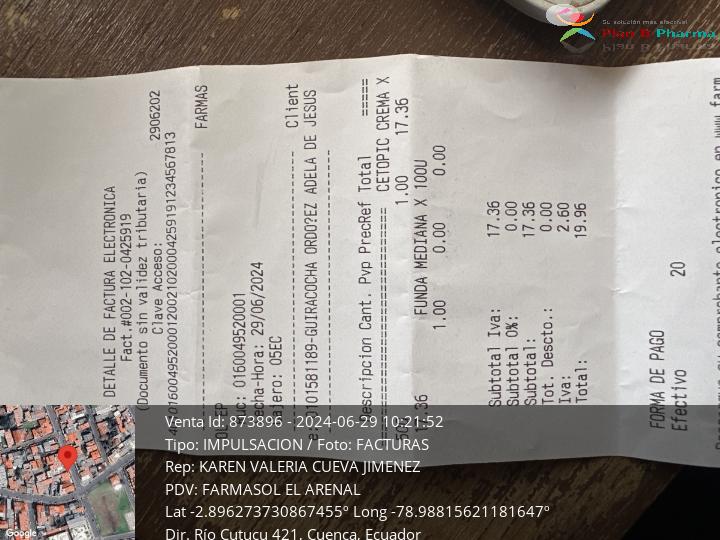 Su solución más efectiva!
Plan B Pharma
DETALLE DE FACTURA ELECTRONICA
Fact.#002-102-0425919
(Documento sin validez tributaria)
Clave Acceso:
2906202
016004952000120021020004259191234567813
FARMAS
0160049520001
echa-Hora: 29/06/2024
ajero: 05EC
Client
0101581189-GUIRACOCHA ORDO?EZ ADELA DE JESUS
Descripcion Cant. Pvp PrecRef Total
CETOPIC CREMA X
1.00 17.36
FUNDA MEDIANA X 100U
1.00 0.00 0.00
Subtotal Iva: 17.36
Subtotal 0%: 0.00
Subtotal: 17.36
Tot. Descto.: 0.00
Iva: 2.60
Total: 19.96
FORMA DE PAGO
Efectivo 20
Venta Id: 873896 - 2024-06-29 10:21:52
Tipo: IMPULSACION / Foto: FACTURAS
Rep: KAREN VALERIA CUEVA JIMENEZ
PDV: FARMASOL EL ARENAL
Lat -2.896273730867455º Long -78.98815621181647º
Dir. Río Cutucu 421, Cuenca, Ecuador
Google